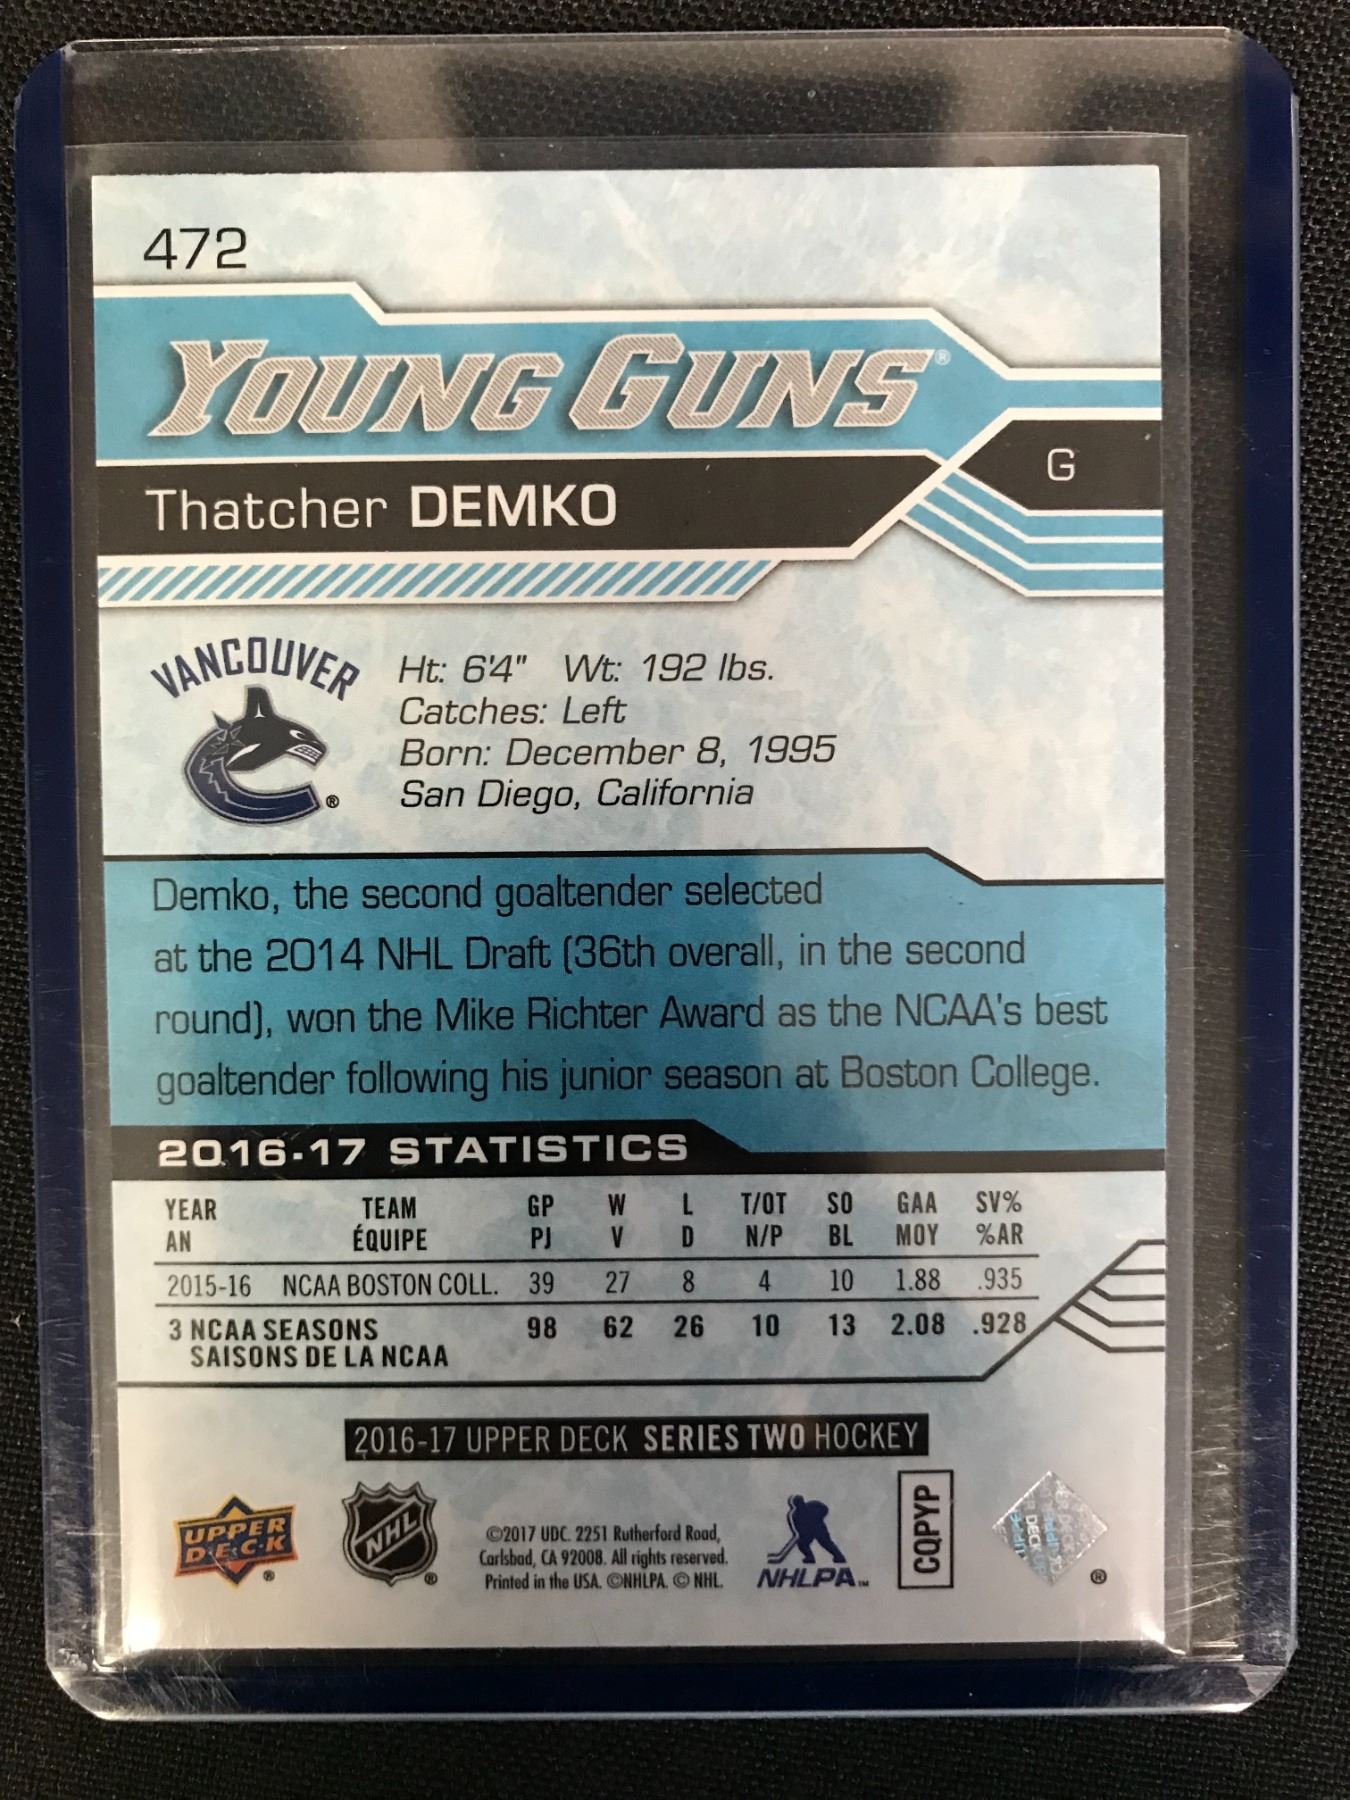 472
YOUNG GUNS®
G
Thatcher DEMKO
VANCOUVER
®
Ht: 6'4" Wt: 192 lbs.
Catches: Left
Born: December 8, 1995
San Diego, California
Demko, the second goaltender selected
at the 2014 NHL Draft (36th overall, in the second
round), won the Mike Richter Award as the NCAA's best
goaltender following his junior season at Boston College.
2016-17 STATISTICS
YEAR TEAM GP W L T/OT SO GAA SV%
AN ÉQUIPE PJ V D N/P BL MOY %AR
2015-16 NCAA BOSTON COLL. 39 27 8 4 10 1.88 .935
3 NCAA SEASONS 98 62 26 10 13 2.08 .928
SAISONS DE LA NCAA
2016-17 UPPER DECK SERIES TWO HOCKEY
UPPER
D·E·C·K
®
NHL
®
©2017 UDC. 2251 Rutherford Road,
Carlsbad, CA 92008. All rights reserved.
Printed in the USA. ©NHLPA. © NHL.
NHLPA™
CQPYP
®